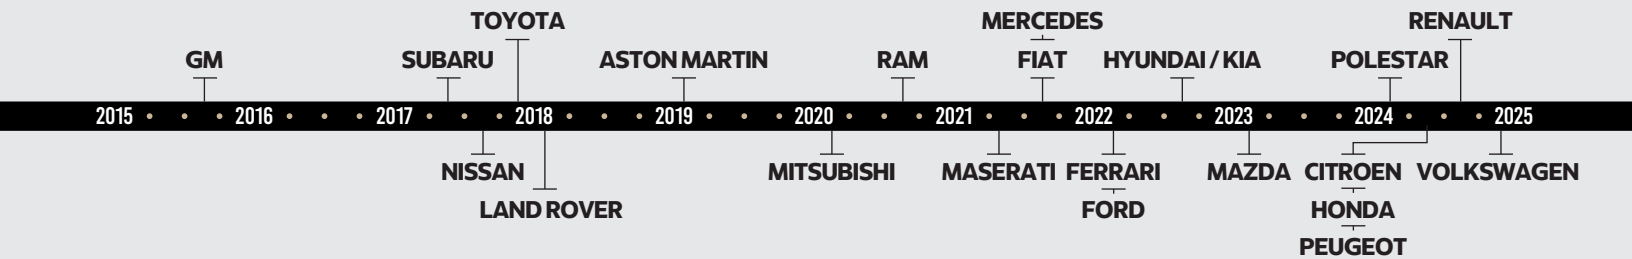 TOYOTA MERCEDES RENAULT
GM SUBARU ASTON MARTIN RAM FIAT HYUNDAI / KIA POLESTAR
2015 2016 2017 2018 2019 2020 2021 2022 2023 2024 2025
NISSAN MITSUBISHI MASERATI FERRARI MAZDA CITROEN VOLKSWAGEN
LAND ROVER FORD HONDA
PEUGEOT